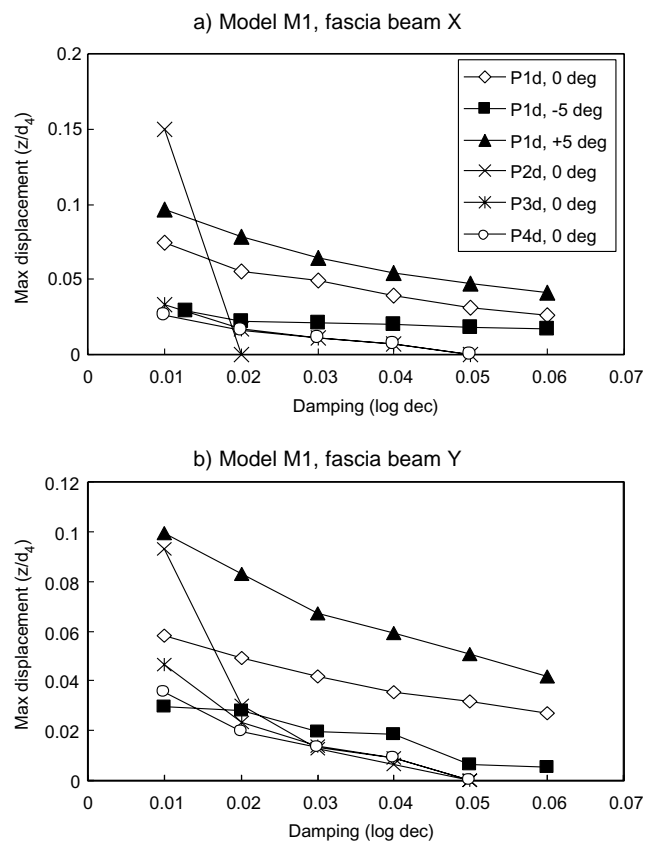 a) Model M1, fascia beam X
0.2
0.15
0.1
0.05
0
Max displacement (z/d4)
P1d, 0 deg
P1d, -5 deg
P1d, +5 deg
P2d, 0 deg
P3d, 0 deg
P4d, 0 deg
0 0.01 0.02 0.03 0.04 0.05 0.06 0.07
Damping (log dec)
b) Model M1, fascia beam Y
0.12
0.1
0.08
0.06
0.04
0.02
0
Max displacement (z/d4)
0 0.01 0.02 0.03 0.04 0.05 0.06 0.07
Damping (log dec)